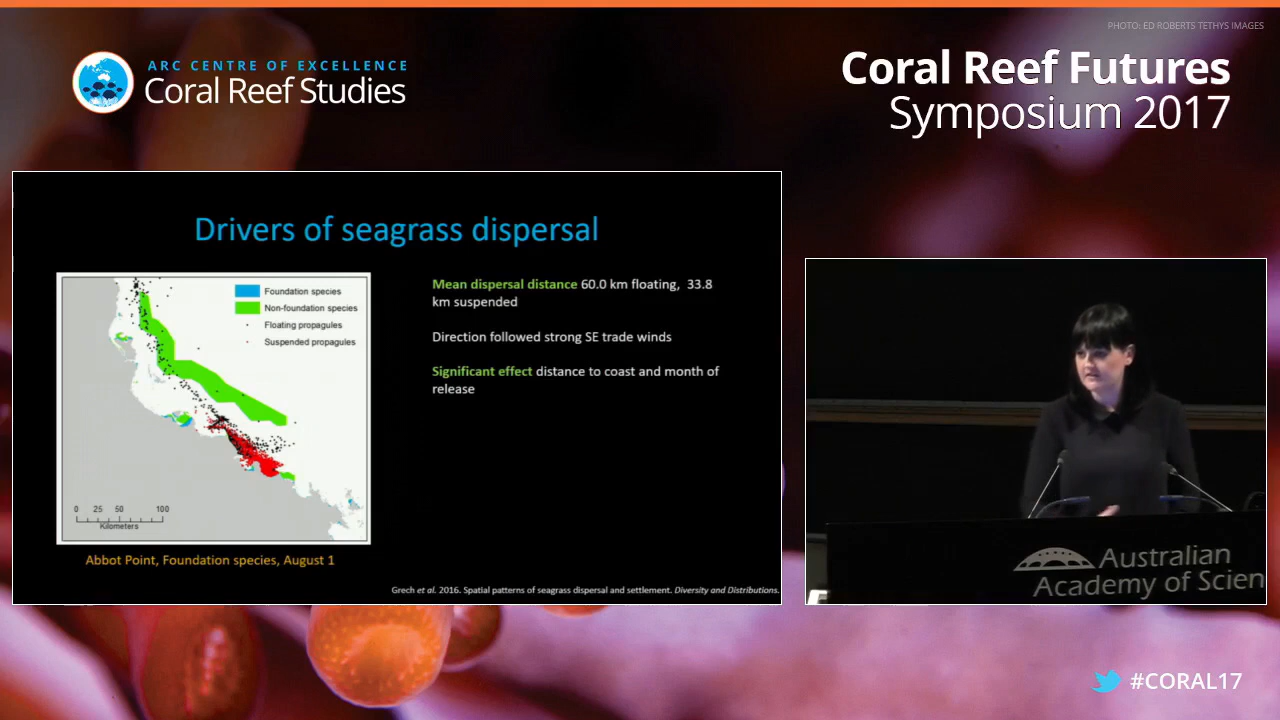 PHOTO: ED ROBERTS TETHYS IMAGES
ARC CENTRE OF EXCELLENCE
Coral Reef Studies
Coral Reef Futures
Symposium 2017
Drivers of seagrass dispersal
Foundation species
Non-foundation species
Floating propagules
Suspended propagules
0 25 50 100
Kilometers
Abbot Point, Foundation species, August 1
Mean dispersal distance 60.0 km floating, 33.8
km suspended
Direction followed strong SE trade winds
Significant effect distance to coast and month of
release
Grech et al. 2016. Spatial patterns of seagrass dispersal and settlement. Diversity and Distributions.
Australian
Academy of Scien
#CORAL17